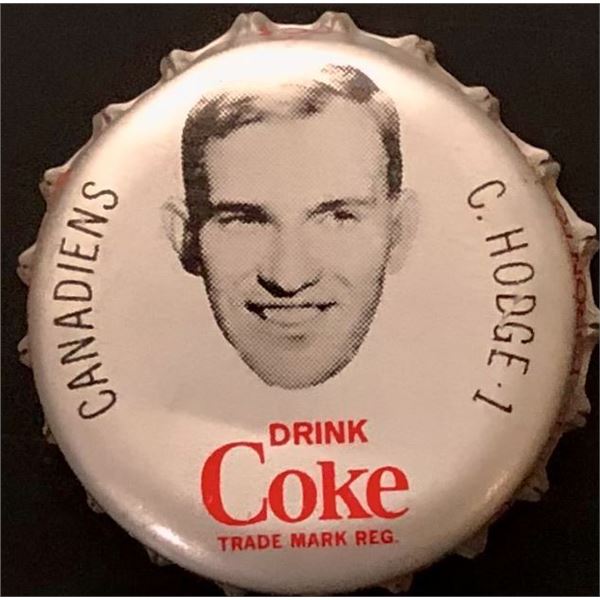 CANADIENS
C. HODGE · 1
DRINK
Coke
TRADE MARK REG.